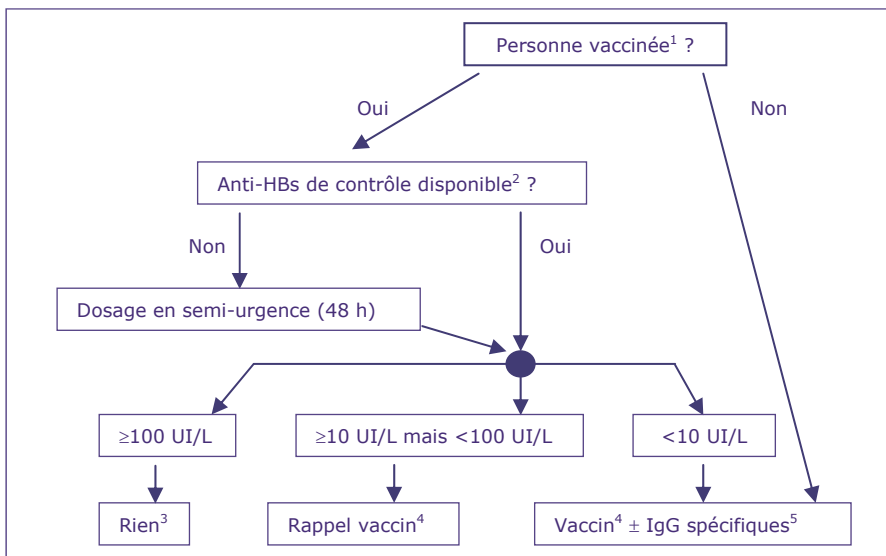 Personne vaccinée¹ ?
Oui
Non
Anti-HBs de contrôle disponible² ?
Non
Oui
Dosage en semi-urgence (48 h)
≥100 UI/L
≥10 UI/L mais <100 UI/L
<10 UI/L
Rien³
Rappel vaccin⁴
Vaccin⁴ ± IgG spécifiques⁵